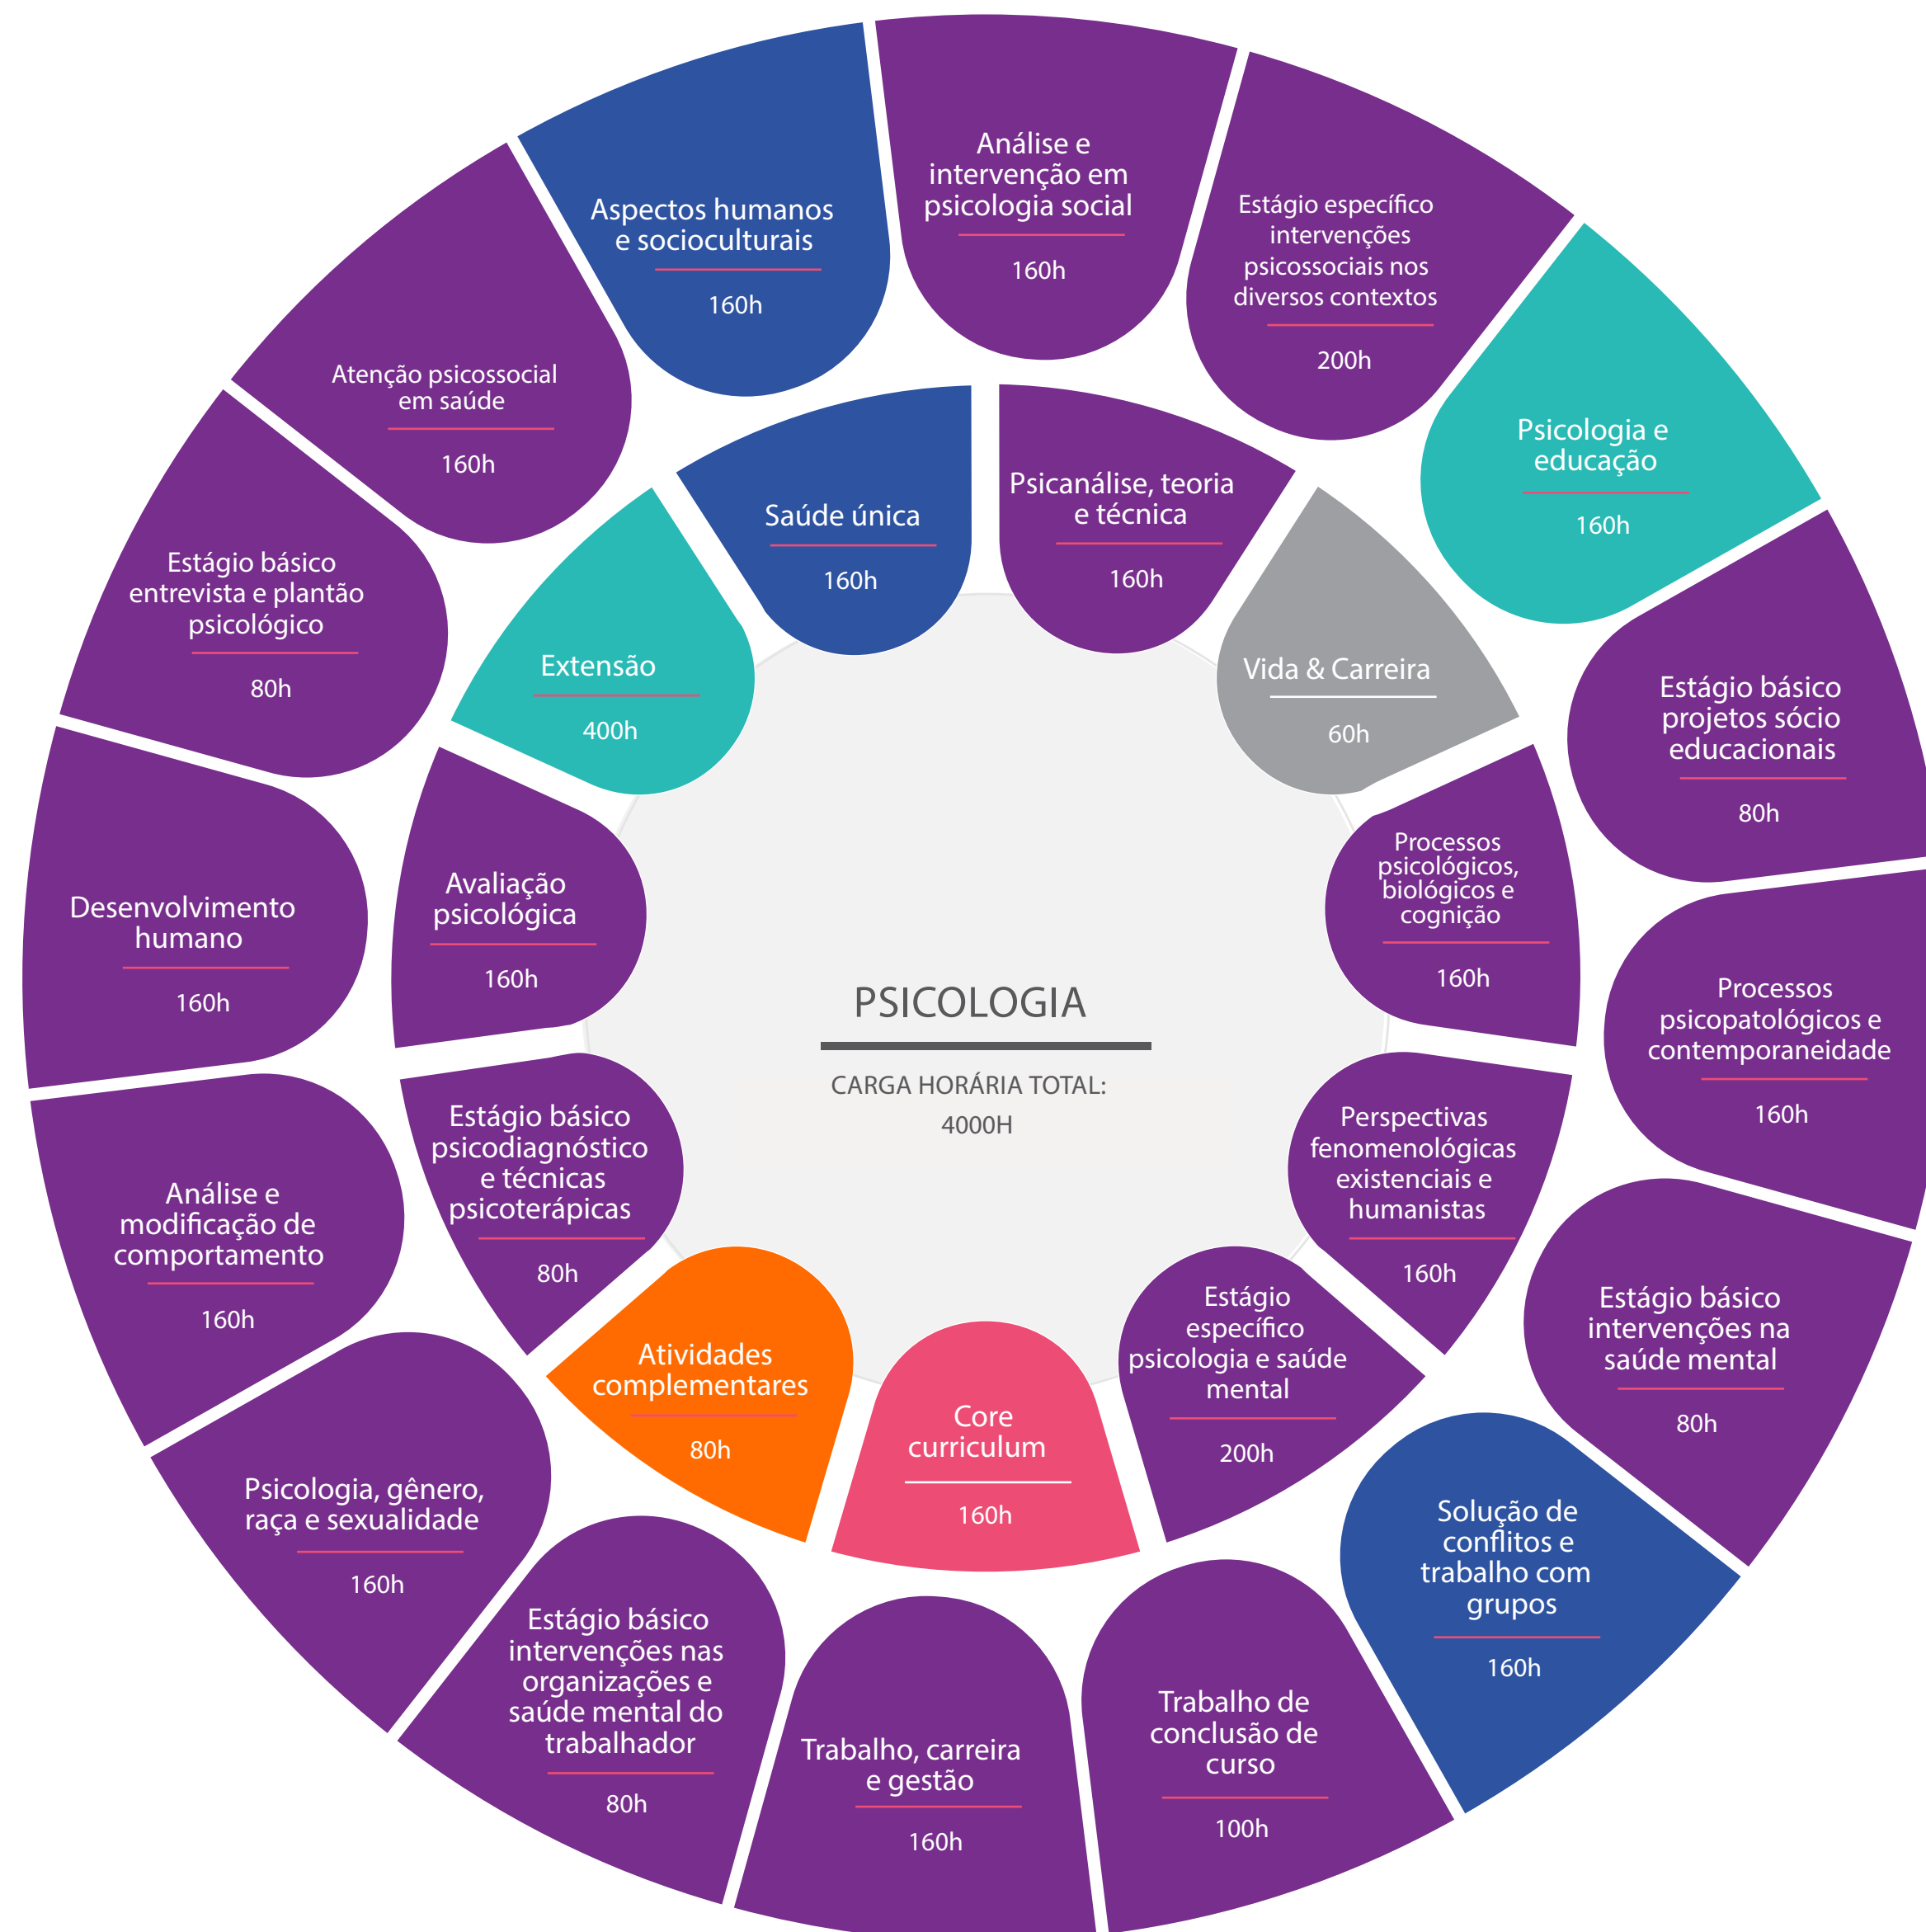 Análise e
intervenção em
psicologia social
160h
Estágio específico
intervenções
psicossociais nos
diversos contextos
200h
Psicologia e
educação
160h
Estágio básico
projetos sócio
educacionais
80h
Processos
psicopatológicos e
contemporaneidade
160h
Estágio básico
intervenções na
saúde mental
80h
Solução de
conflitos e
trabalho com
grupos
160h
Trabalho de
conclusão de
curso
100h
Trabalho, carreira
e gestão
160h
Estágio básico
intervenções nas
organizações e
saúde mental do
trabalhador
80h
Psicologia, gênero,
raça e sexualidade
160h
Análise e
modificação de
comportamento
160h
Desenvolvimento
humano
160h
Estágio básico
entrevista e plantão
psicológico
80h
Atenção psicossocial
em saúde
160h
Aspectos humanos
e socioculturais
160h
Saúde única
160h
Psicanálise, teoria
e técnica
160h
Vida & Carreira
60h
Processos
psicológicos,
biológicos e
cognição
160h
Perspectivas
fenomenológicas
existenciais e
humanistas
160h
Estágio
específico
psicologia e saúde
mental
200h
Core
curriculum
160h
Atividades
complementares
80h
Estágio básico
psicodiagnóstico
e técnicas
psicoterápicas
80h
Avaliação
psicológica
160h
Extensão
400h
PSICOLOGIA
CARGA HORÁRIA TOTAL:
4000H